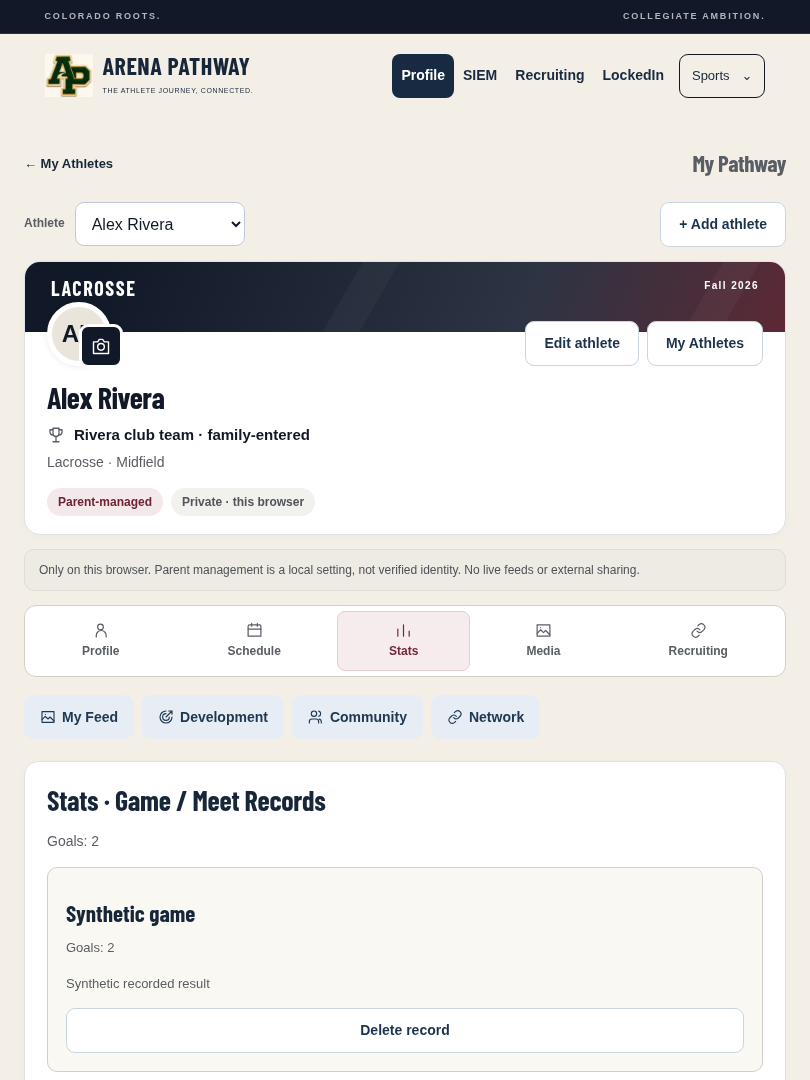 COLORADO ROOTS. COLLEGIATE AMBITION.
AP ARENA PATHWAY
THE ATHLETE JOURNEY, CONNECTED.
Profile SIEM Recruiting LockedIn Sports
← My Athletes
My Pathway
Athlete Alex Rivera + Add athlete
LACROSSE Fall 2026
Edit athlete My Athletes
Alex Rivera
Rivera club team · family-entered
Lacrosse · Midfield
Parent-managed Private · this browser
Only on this browser. Parent management is a local setting, not verified identity. No live feeds or external sharing.
Profile Schedule Stats Media Recruiting
My Feed Development Community Network
Stats · Game / Meet Records
Goals: 2
Synthetic game
Goals: 2
Synthetic recorded result
Delete record